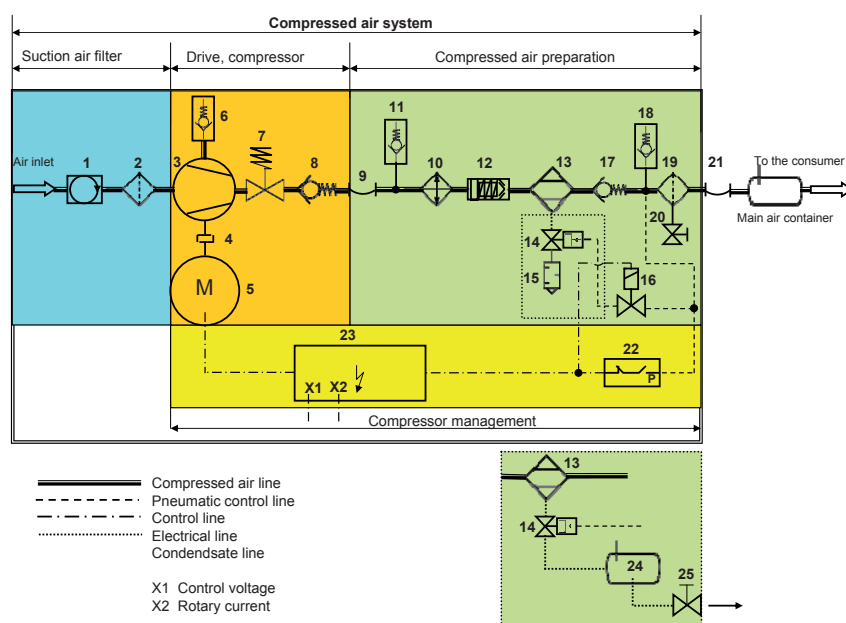 Compressed air system
Suction air filter
Drive, compressor
Compressed air preparation
6
7
11
18
Air inlet
1
2
3
8
9
10
12
13
17
19
21
To the consumer
Main air container
20
4
14
16
15
M
5
23
22
X1 X2
P
Compressor management
Compressed air line
Pneumatic control line
Control line
Electrical line
Condsensate line
X1 Control voltage
X2 Rotary current
13
14
24
25